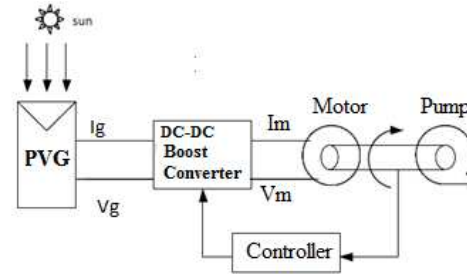 sun
Motor
Pump
Ig
DC-DC
Im
PVG
Boost
Converter
Vg
Vm
Controller